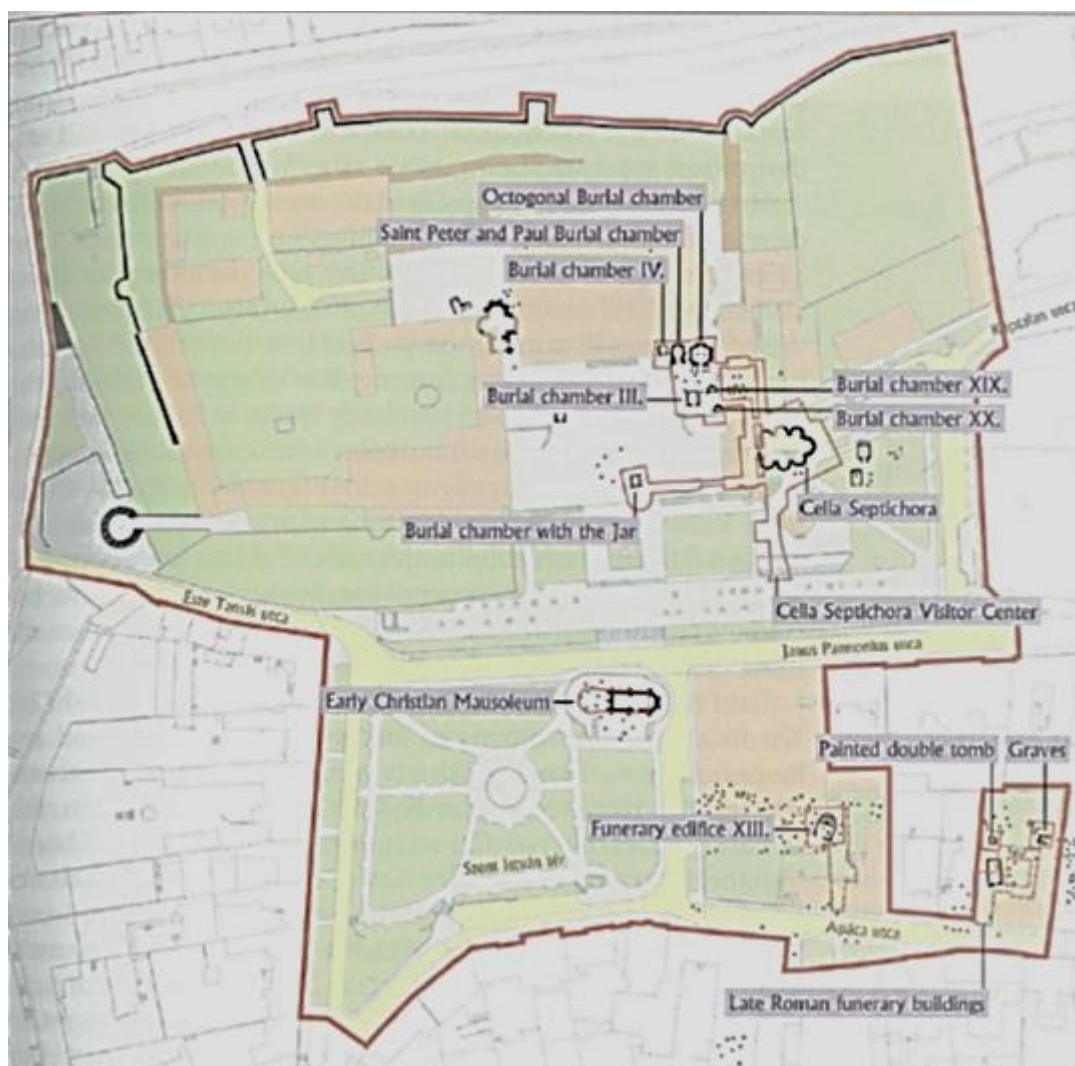 Octogonal Burial chamber
Saint Peter and Paul Burial chamber
Burial chamber IV.
Kaptalan utca
Burial chamber III.
Burial chamber XIX.
Burial chamber XX.
Cella Septichora
Burial chamber with the Jar
Cella Septichora Visitor Center
Janus Pannonius utca
Early Christian Mausoleum
Painted double tomb
Graves
Funerary edifice XIII.
Szent István tér
Apáca utca
Late Roman funerary buildings